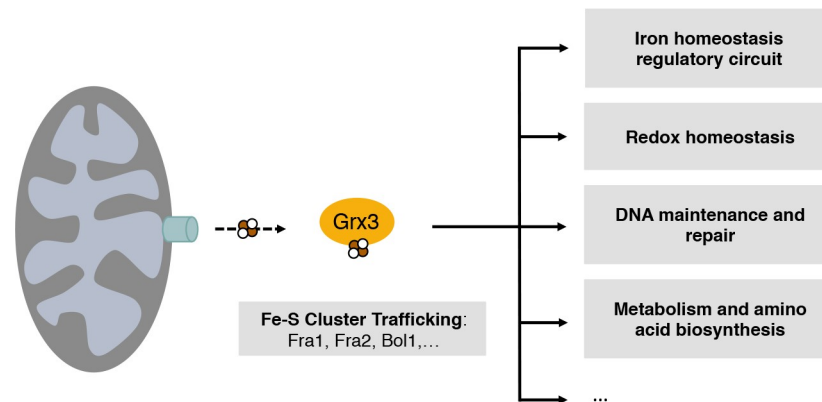 Iron homeostasis
regulatory circuit
Redox homeostasis
Grx3
DNA maintenance and
repair
Fe-S Cluster Trafficking:
Fra1, Fra2, Bol1,…
Metabolism and amino
acid biosynthesis
...